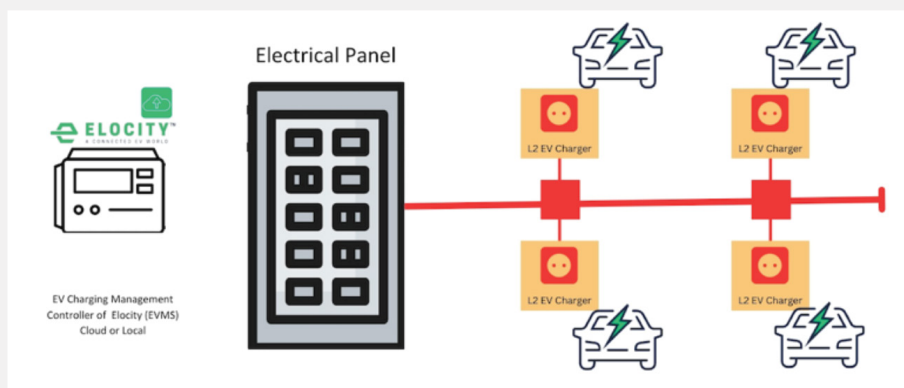 Electrical Panel
ELOCITY™
A CONNECTED EV WORLD
L2 EV Charger
L2 EV Charger
L2 EV Charger
L2 EV Charger
EV Charging Management
Controller of Elocity (EVMS)
Cloud or Local